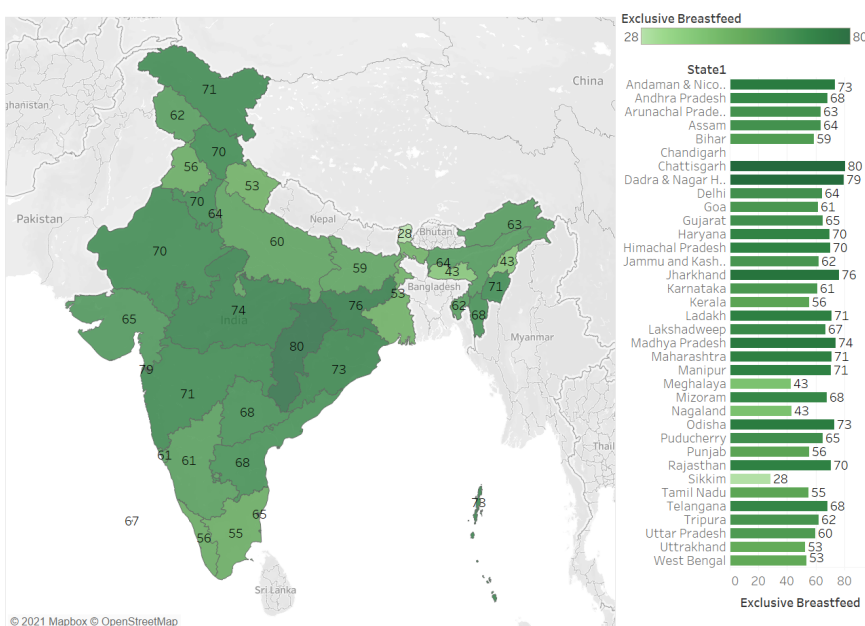 Exclusive Breastfeed
28
80
China
ghanistan
71
62
70
56
53
Pakistan
70
64
Nepal
63
28
Bhutan
70
60
59
64
43
43
53
Bangladesh
71
65
74
India
76
62
68
79
80
73
Myanmar
71
68
61
61
68
Thail
67
65
73
56
55
Sri Lanka
© 2021 Mapbox © OpenStreetMap
State1
Andaman & Nico.. 73
Andhra Pradesh 68
Arunachal Prade.. 63
Assam 64
Bihar 59
Chandigarh
Chattisgarh 80
Dadra & Nagar H.. 79
Delhi 64
Goa 61
Gujarat 65
Haryana 70
Himachal Pradesh 70
Jammu and Kash.. 62
Jharkhand 76
Karnataka 61
Kerala 56
Ladakh 71
Lakshadweep 67
Madhya Pradesh 74
Maharashtra 71
Manipur 71
Meghalaya 43
Mizoram 68
Nagaland 43
Odisha 73
Puducherry 65
Punjab 56
Rajasthan 70
Sikkim 28
Tamil Nadu 55
Telangana 68
Tripura 62
Uttar Pradesh 60
Uttrakhand 53
West Bengal 53
0 20 40 60 80
Exclusive Breastfeed